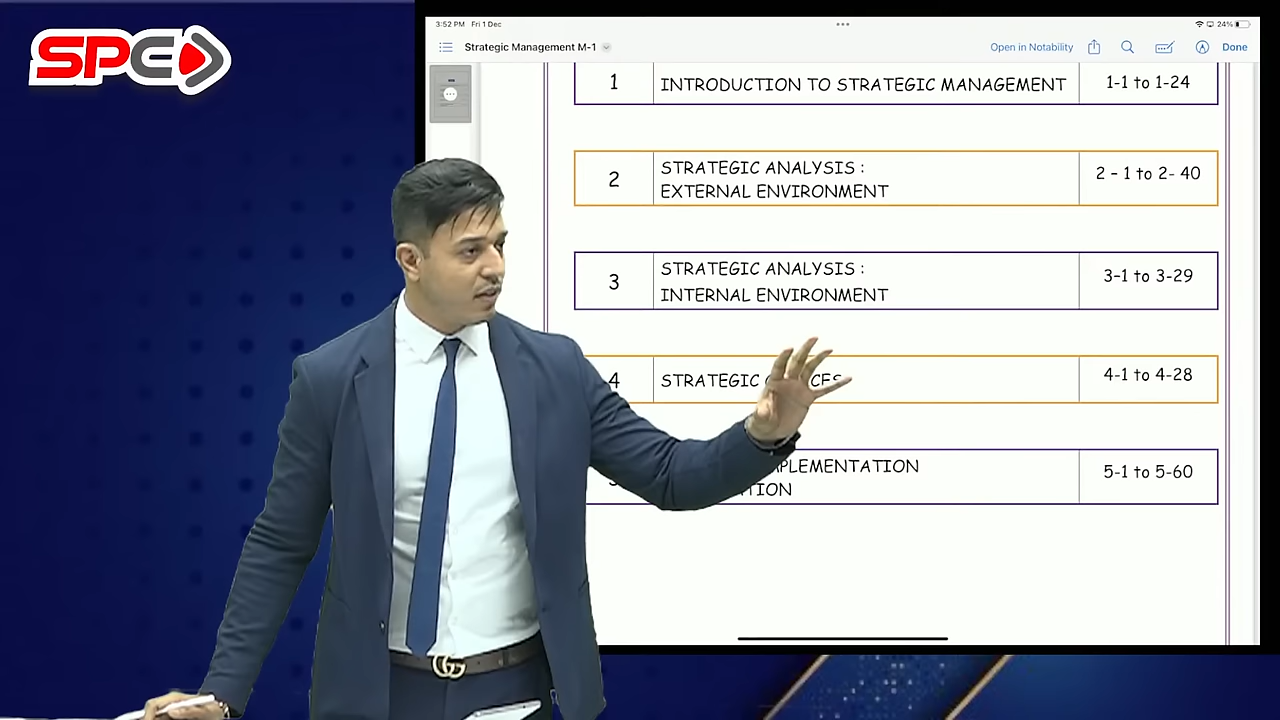 SPC
3:52 PM Fri 1 Dec
24%
Strategic Management M-1
Open in Notability
Done
1 INTRODUCTION TO STRATEGIC MANAGEMENT 1-1 to 1-24
2 STRATEGIC ANALYSIS : 2 – 1 to 2- 40
EXTERNAL ENVIRONMENT
3 STRATEGIC ANALYSIS : 3-1 to 3-29
INTERNAL ENVIRONMENT
4 STRATEGIC 4-1 to 4-28
5-1 to 5-60